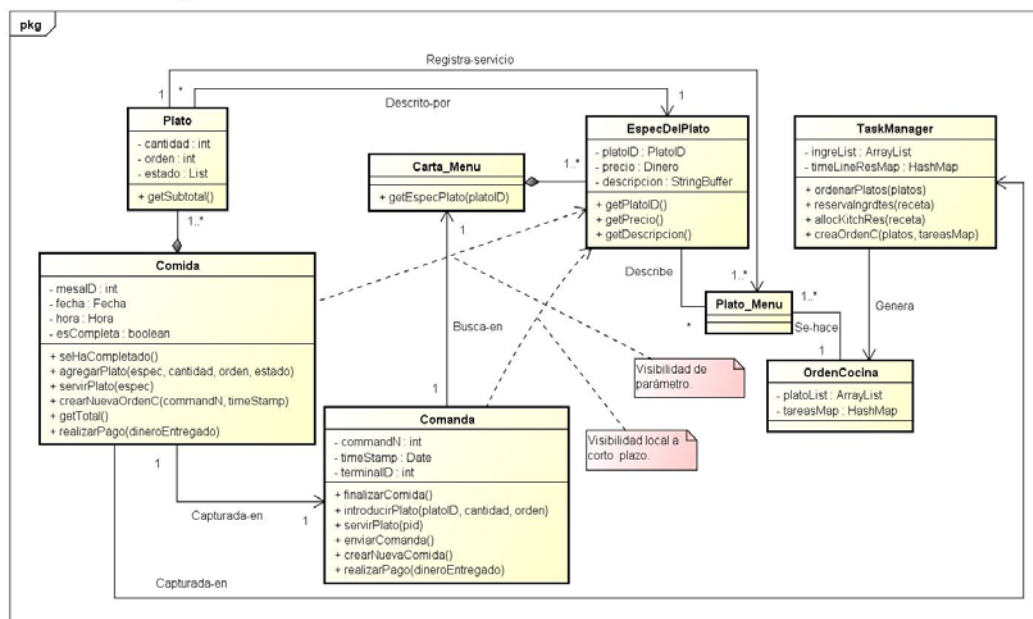 pkg
Registra-servicio
1
*
Descrito-por
1
Plato
- cantidad : int
- orden : int
- estado : List
+ getSubtotal()
1..*
Carta_Menu
+ getEspecPlato(platoID)
1
1..*
EspecDelPlato
- platoID : PlatoID
- precio : Dinero
- descripcion : StringBuffer
+ getPlatoID()
+ getPrecio()
+ getDescripcion()
TaskManager
- ingreList : ArrayList
- timeLineResMap : HashMap
+ ordenarPlatos(platos)
+ reservaIngrdtes(receta)
+ allocKitchRes(receta)
+ creaOrdenC(platos, tareasMap)
Comida
- mesaID : int
- fecha : Fecha
- hora : Hora
- esCompleta : boolean
+ seHaCompletado()
+ agregarPlato(espec, cantidad, orden, estado)
+ servirPlato(espec)
+ crearNuevaOrdenC(commandN, timeStamp)
+ getTotal()
+ realizarPago(dineroEntregado)
Describe
1..*
Plato_Menu
*
1..*
Se-hace
1
Genera
Busca-en
1
Visibilidad de
parámetro.
OrdenCocina
- platoList : ArrayList
- tareasMap : HashMap
Comanda
- commandN : int
- timeStamp : Date
- terminalID : int
+ finalizarComida()
+ introducirPlato(platoID, cantidad, orden)
+ servirPlato(pid)
+ enviarComanda()
+ crearNuevaComida()
+ realizarPago(dineroEntregado)
Visibilidad local a
corto plazo.
1
Capturada-en
1
1
Capturada-en